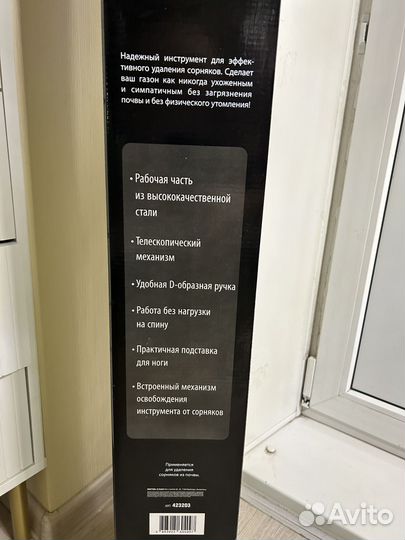 Надежный инструмент для эффек-
тивного удаления сорняков. Сделает
ваш газон как никогда ухоженным
и симпатичным без загрязнения
почвы и без физического утомления!
• Рабочая часть
из высококачественной
стали
• Телескопический
механизм
• Удобная D-образная ручка
• Работа без нагрузки
на спину
• Практичная подставка
для ноги
• Встроенный механизм
освобождения
инструмента от сорняков
Применяется
для удаления
сорняков из почвы.
арт. 423203
Avito